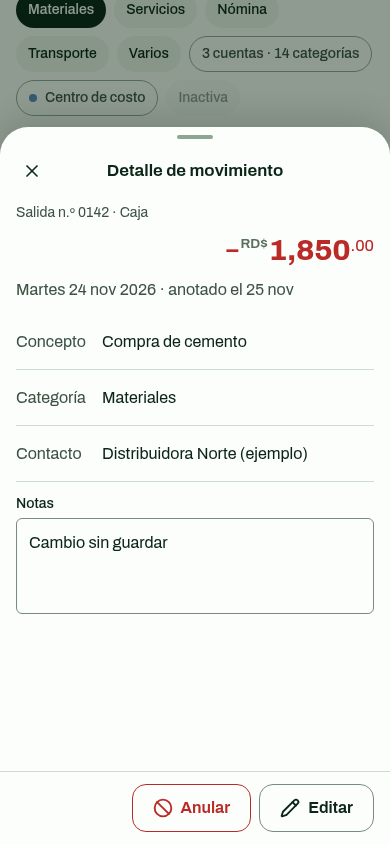 Materiales Servicios Nómina
Transporte Varios 3 cuentas · 14 categorías
Centro de costo Inactiva
Detalle de movimiento
Salida n.º 0142 · Caja
−RD$1,850.00
Martes 24 nov 2026 · anotado el 25 nov
Concepto Compra de cemento
Categoría Materiales
Contacto Distribuidora Norte (ejemplo)
Notas
Cambio sin guardar
Anular Editar